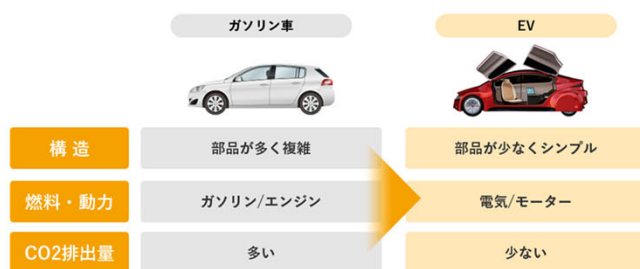 ガソリン車
EV
構造
部品が多く複雑
部品が少なくシンプル
燃料・動力
ガソリン/エンジン
電気/モーター
CO2排出量
多い
少ない